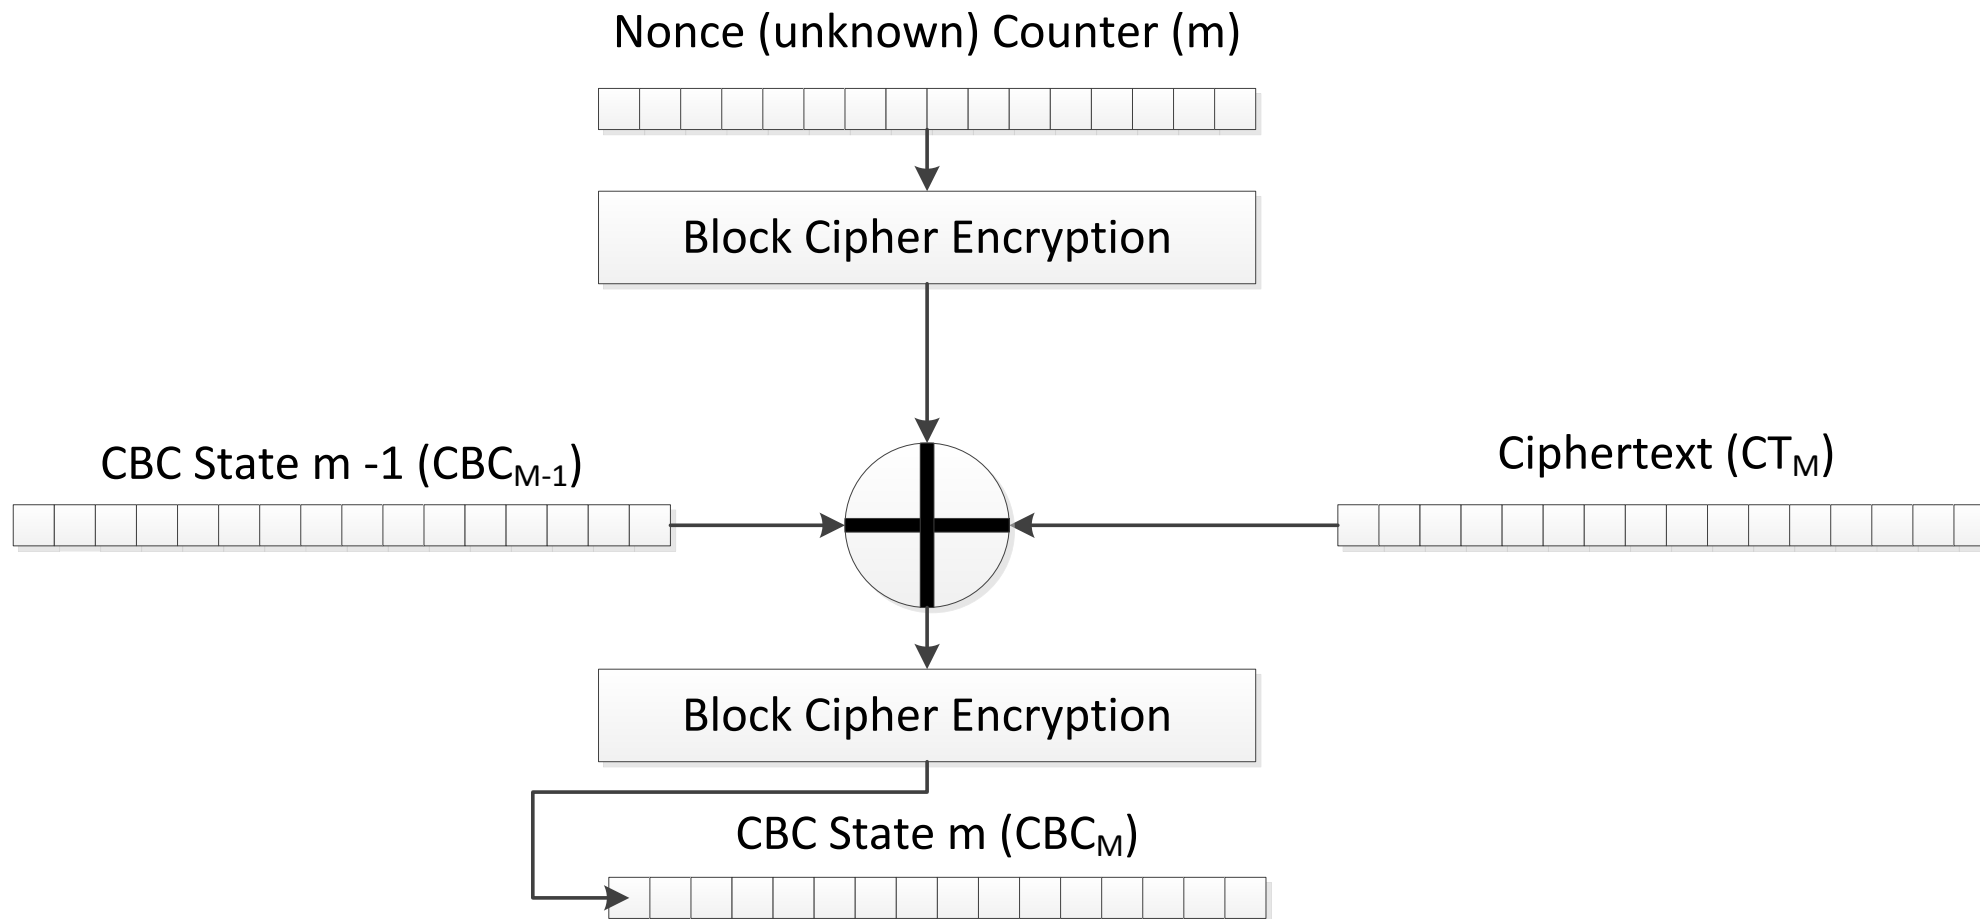 Nonce (unknown) Counter (m)
Block Cipher Encryption
CBC State m -1 (CBCM-1)
Ciphertext (CTM)
Block Cipher Encryption
CBC State m (CBCM)